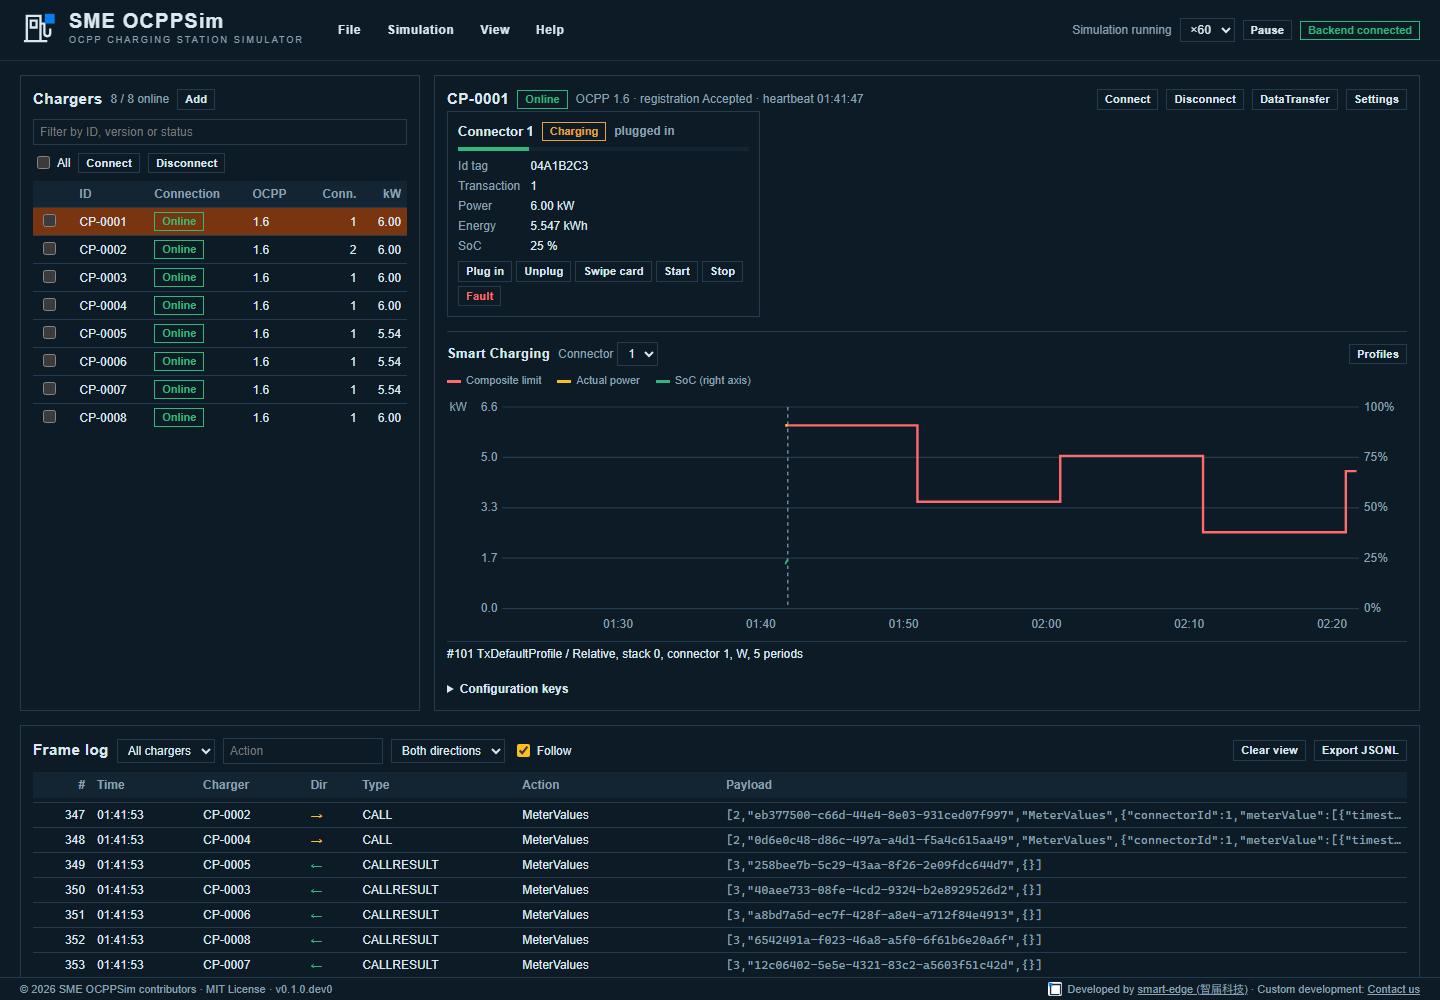 SME OCPPSim
OCPP CHARGING STATION SIMULATOR
File Simulation View Help
Simulation running ×60 Pause Backend connected
Chargers 8 / 8 online Add
Filter by ID, version or status
All Connect Disconnect
ID Connection OCPP Conn. kW
CP-0001 Online 1.6 1 6.00
CP-0002 Online 1.6 2 6.00
CP-0003 Online 1.6 1 6.00
CP-0004 Online 1.6 1 6.00
CP-0005 Online 1.6 1 5.54
CP-0006 Online 1.6 1 5.54
CP-0007 Online 1.6 1 5.54
CP-0008 Online 1.6 1 6.00
CP-0001 Online OCPP 1.6 · registration Accepted · heartbeat 01:41:47 Connect Disconnect DataTransfer Settings
Connector 1 Charging plugged in
Id tag 04A1B2C3
Transaction 1
Power 6.00 kW
Energy 5.547 kWh
SoC 25 %
Plug in Unplug Swipe card Start Stop
Fault
Smart Charging Connector 1 Profiles
Composite limit Actual power SoC (right axis)
kW 6.6 100%
5.0 75%
3.3 50%
1.7 25%
0.0 0%
01:30 01:40 01:50 02:00 02:10 02:20
#101 TxDefaultProfile / Relative, stack 0, connector 1, W, 5 periods
Configuration keys
Frame log All chargers Action Both directions Follow Clear view Export JSONL
# Time Charger Dir Type Action Payload
347 01:41:53 CP-0002 → CALL MeterValues [2,"eb377500-c66d-44e4-8e03-931ced07f997","MeterValues",{"connectorId":1,"meterValue":[{"timest…
348 01:41:53 CP-0004 → CALL MeterValues [2,"0d6e0c48-d86c-497a-a4d1-f5a4c615aa49","MeterValues",{"connectorId":1,"meterValue":[{"timest…
349 01:41:53 CP-0005 ← CALLRESULT MeterValues [3,"258bee7b-5c29-43aa-8f26-2e09fdc644d7",{}]
350 01:41:53 CP-0003 ← CALLRESULT MeterValues [3,"40aee733-08fe-4cd2-9324-b2e8929526d2",{}]
351 01:41:53 CP-0006 ← CALLRESULT MeterValues [3,"a8bd7a5d-ec7f-428f-a8e4-a712f84e4913",{}]
352 01:41:53 CP-0008 ← CALLRESULT MeterValues [3,"6542491a-f023-46a8-a5f0-6f61b6e20a6f",{}]
353 01:41:53 CP-0007 ← CALLRESULT MeterValues [3,"12c06402-5e5e-4321-83c2-a5603f51c42d",{}]
© 2026 SME OCPPSim contributors · MIT License · v0.1.0.dev0 Developed by smart-edge (智届科技) · Custom development: Contact us